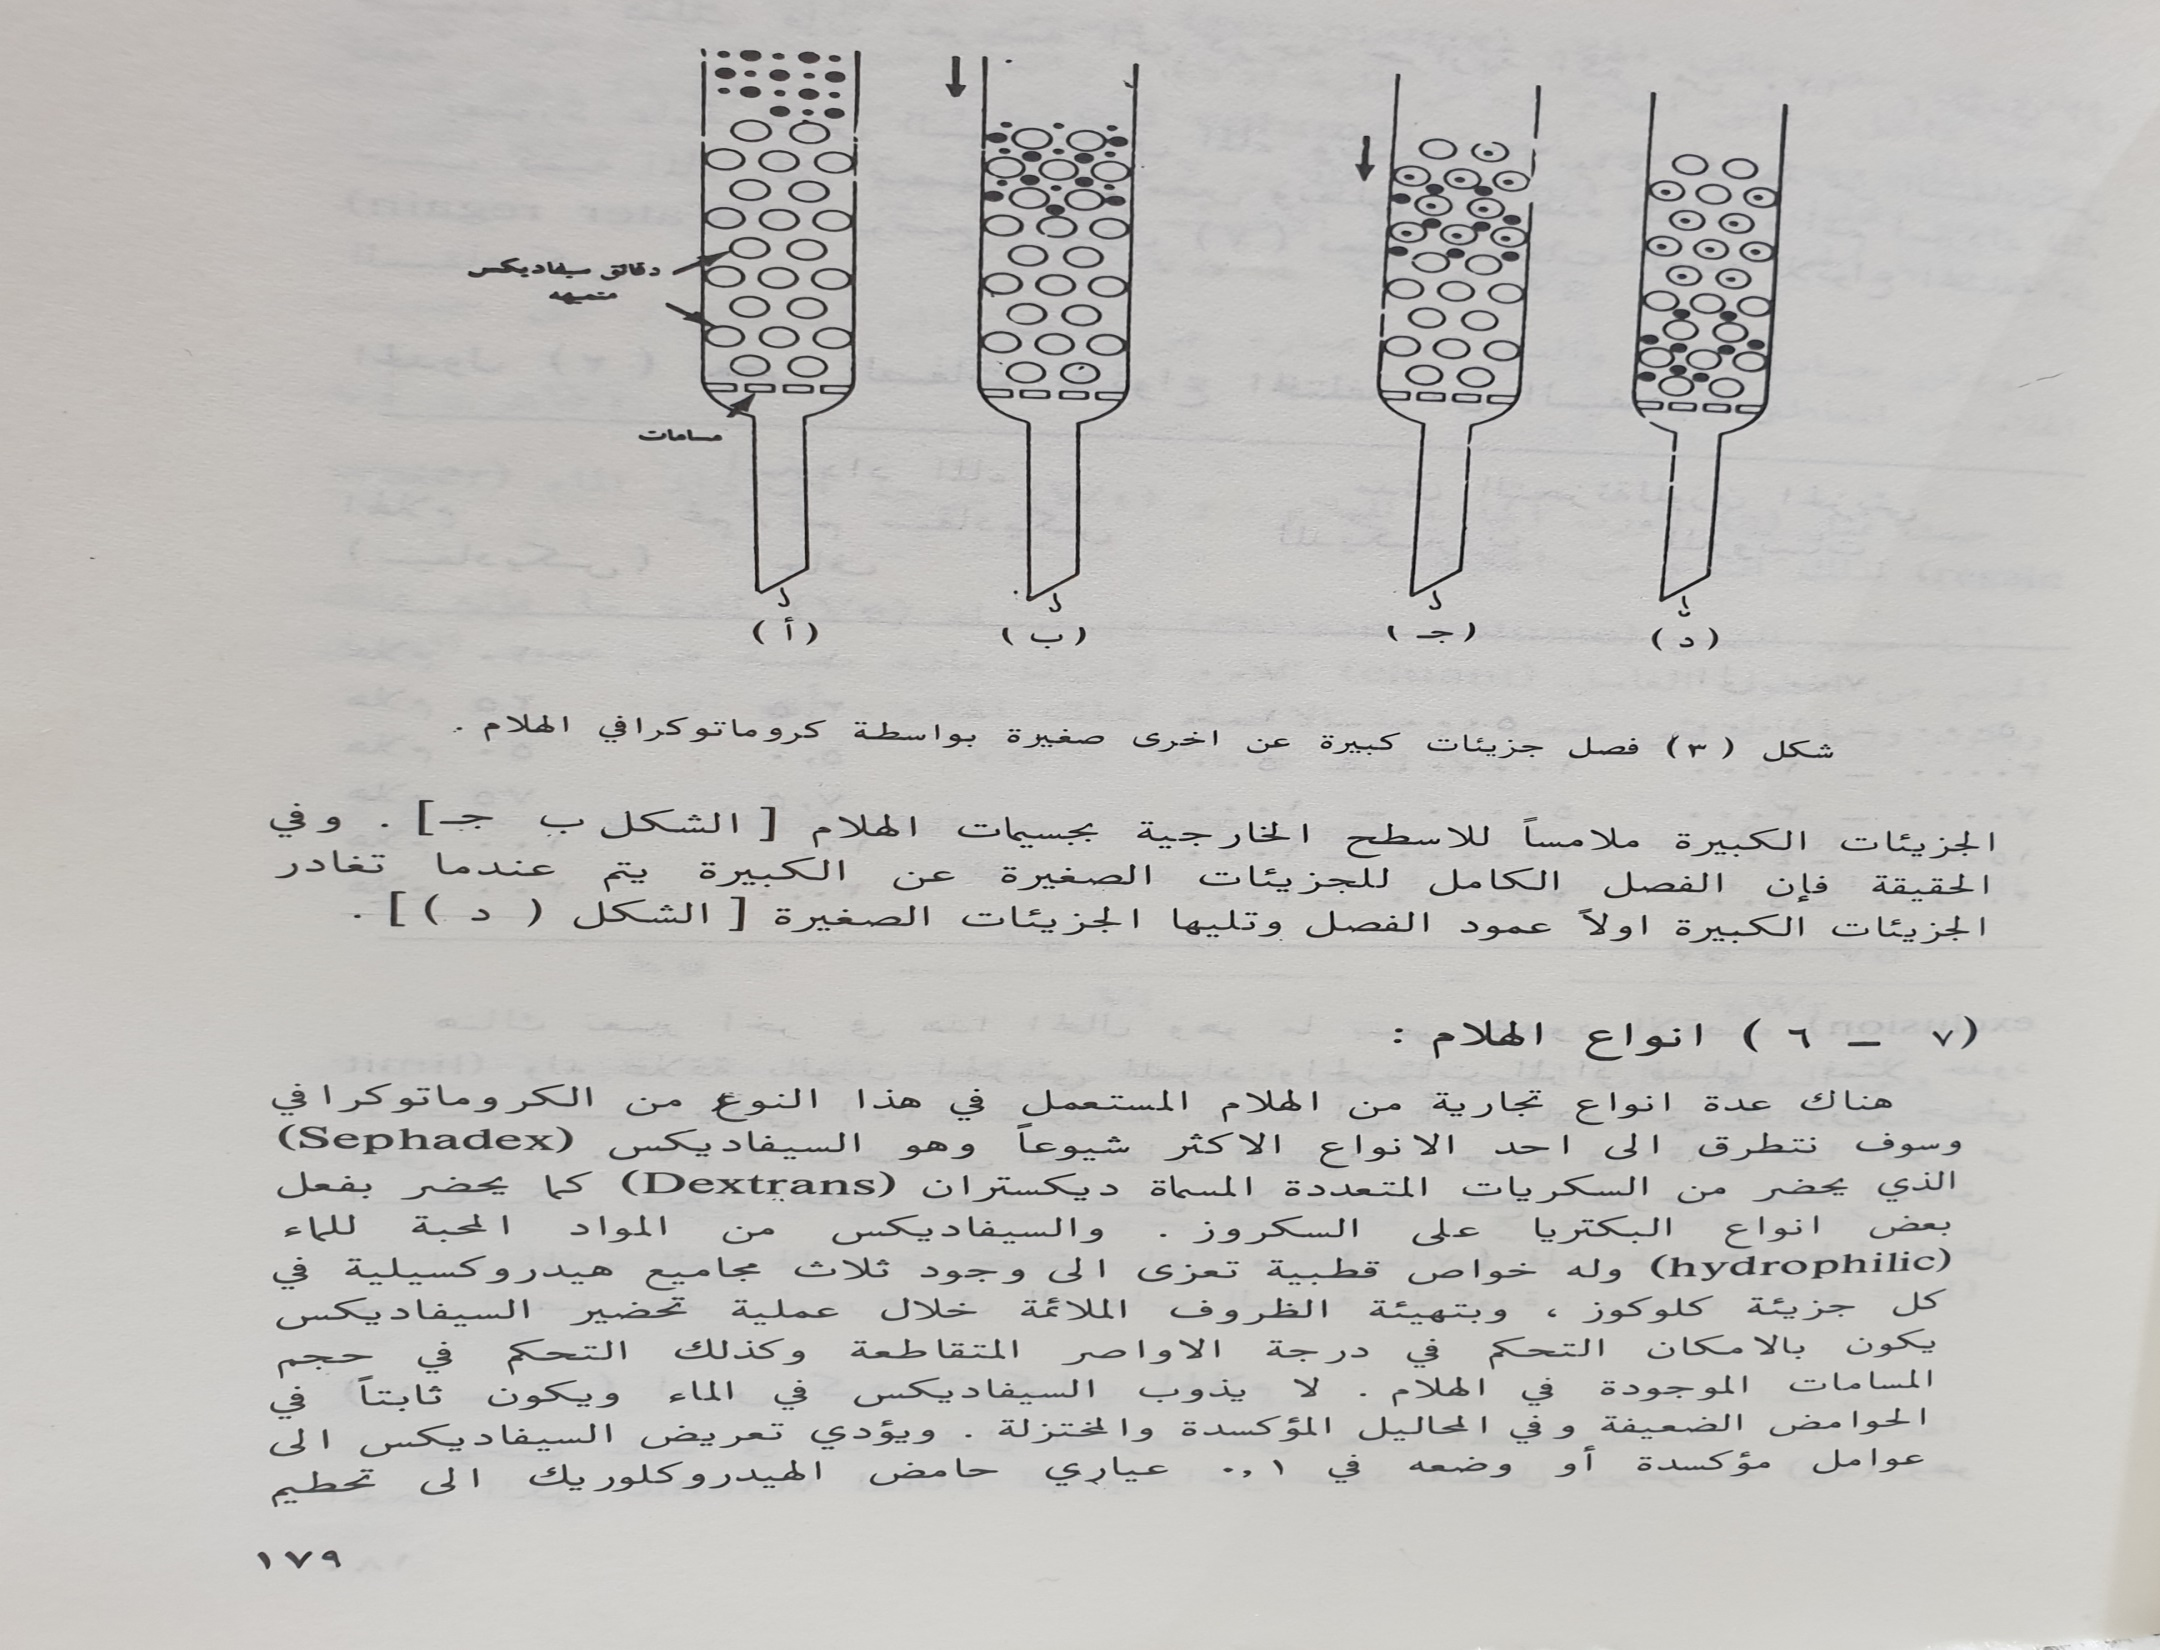 دقائق سيفاديكس
متميهه
مسامات
( أ )
( ب )
( جـ )
( د )
شكل ( ٣ ) فصل جزيئات كبيرة عن اخرى صغيرة بواسطة كروماتوكرافي الهلام .
الجزيئات الكبيرة ملامساً للاسطح الخارجية بجسيمات الهلام [ الشكل ب جـ ] . وفي
الحقيقة فإن الفصل الكامل للجزيئات الصغيرة عن الكبيرة يتم عندما تغادر
الجزيئات الكبيرة اولاً عمود الفصل وتليها الجزيئات الصغيرة [ الشكل ( د ) ] .
( ٧ – ٦ ) انواع الهلام :
هناك عدة انواع تجارية من الهلام المستعمل في هذا النوع من الكروماتوكرافي
وسوف نتطرق الى احد الانواع الاكثر شيوعاً وهو السيفاديكس (Sephadex)
الذي يحضر من السكريات المتعددة المسماة ديكستران (Dextrans) كما يحضر بفعل
بعض انواع البكتريا على السكروز . والسيفاديكس من المواد المحبة للماء
(hydrophilic) وله خواص قطبية تعزى الى وجود ثلاث مجاميع هيدروكسيلية في
كل جزيئة كلوكوز ، وبتهيئة الظروف الملائمة خلال عملية تحضير السيفاديكس
يكون بالامكان التحكم في درجة الاواصر المتقاطعة وكذلك التحكم في حجم
المسامات الموجودة في الهلام . لا يذوب السيفاديكس في الماء ويكون ثابتاً في
الحوامض الضعيفة وفي المحاليل المؤكسدة والمختزلة . ويؤدي تعريض السيفاديكس الى
عوامل مؤكسدة أو وضعه في ٠,١ عياري حامض الهيدروكلوريك الى تحطيم
١٧٩